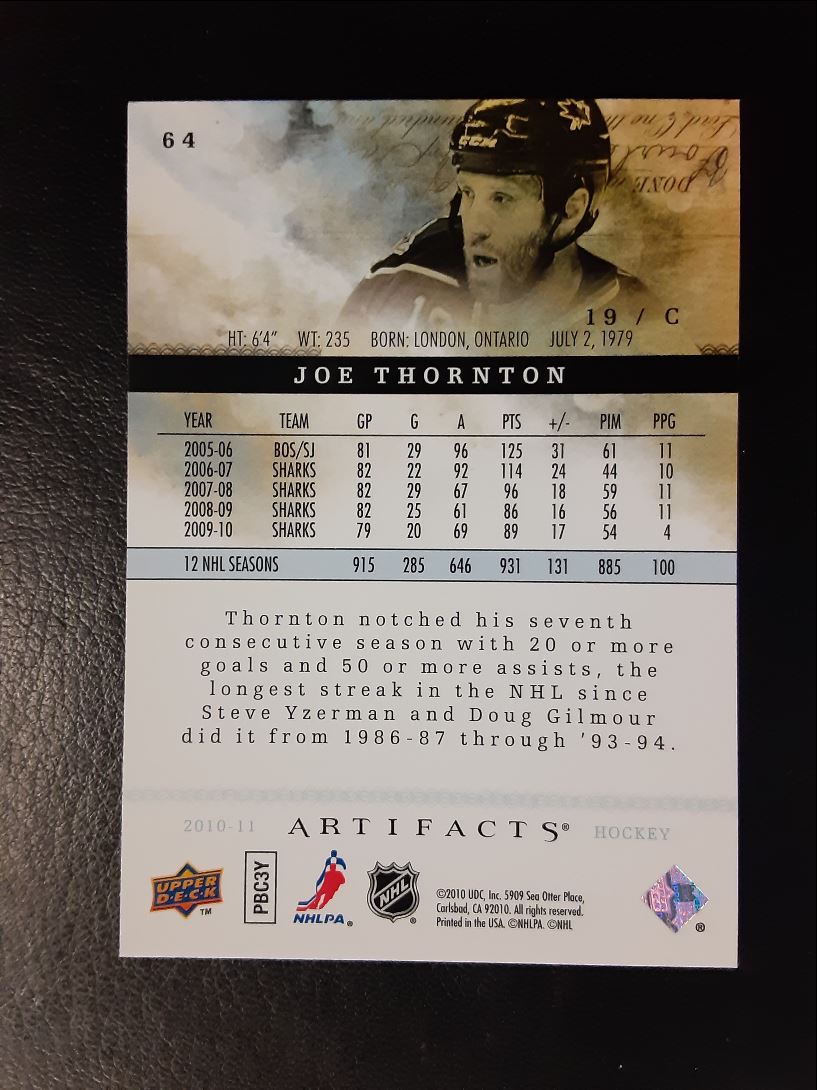 64
DONE
19 / C
HT: 6'4" WT: 235 BORN: LONDON, ONTARIO JULY 2, 1979
JOE THORNTON
YEAR TEAM GP G A PTS +/- PIM PPG
2005-06 BOS/SJ 81 29 96 125 31 61 11
2006-07 SHARKS 82 22 92 114 24 44 10
2007-08 SHARKS 82 29 67 96 18 59 11
2008-09 SHARKS 82 25 61 86 16 56 11
2009-10 SHARKS 79 20 69 89 17 54 4
12 NHL SEASONS 915 285 646 931 131 885 100
Thornton notched his seventh
consecutive season with 20 or more
goals and 50 or more assists, the
longest streak in the NHL since
Steve Yzerman and Doug Gilmour
did it from 1986-87 through '93-94.
2010-11 ARTIFACTS® HOCKEY
UPPER
D·E·C·K
TM
PBC3Y
NHLPA®
NHL®
©2010 UDC, Inc. 5909 Sea Otter Place,
Carlsbad, CA 92010. All rights reserved.
Printed in the USA. ©NHLPA. ©NHL
®